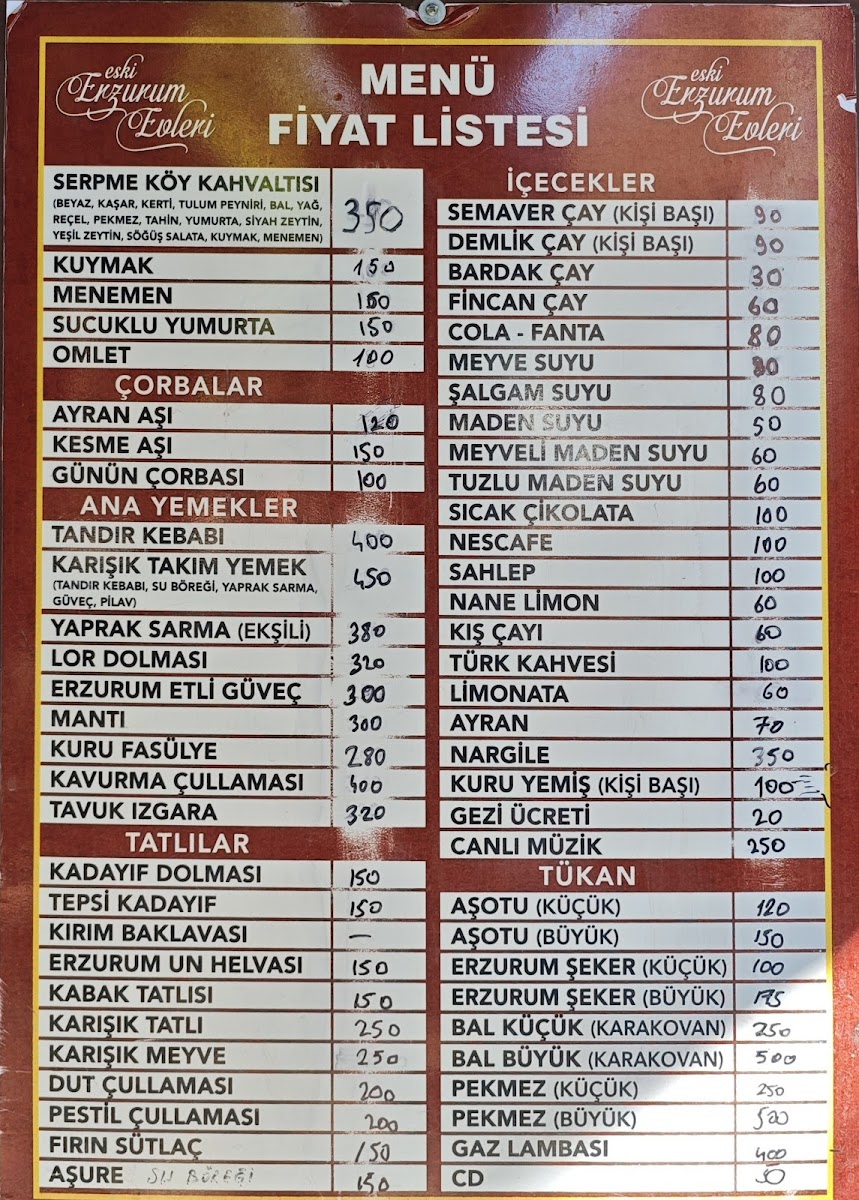 eski
Erzurum
Evleri
MENÜ
FİYAT LİSTESİ
eski
Erzurum
Evleri
SERPME KÖY KAHVALTISI 350
(BEYAZ, KAŞAR, KERTİ, TULUM PEYNİRİ, BAL, YAĞ,
REÇEL, PEKMEZ, TAHİN, YUMURTA, SİYAH ZEYTİN,
YEŞİL ZEYTİN, SÖĞÜŞ SALATA, KUYMAK, MENEMEN)
KUYMAK 150
MENEMEN
SUCUKLU YUMURTA 150
OMLET 100
ÇORBALAR
AYRAN AŞI 120
KESME AŞI 150
GÜNÜN ÇORBASI 100
ANA YEMEKLER
TANDIR KEBABI 400
KARIŞIK TAKIM YEMEK 450
(TANDIR KEBABI, SU BÖREĞİ, YAPRAK SARMA,
GÜVEÇ, PİLAV)
YAPRAK SARMA (EKŞİLİ) 380
LOR DOLMASI 320
ERZURUM ETLİ GÜVEÇ 300
MANTI 300
KURU FASÜLYE 280
KAVURMA ÇULLAMASI 400
TAVUK IZGARA 320
TATLILAR
KADAYIF DOLMASI 150
TEPSİ KADAYIF 150
KIRIM BAKLAVASI —
ERZURUM UN HELVASI 150
KABAK TATLISI 150
KARIŞIK TATLI 250
KARIŞIK MEYVE 250
DUT ÇULLAMASI 200
PESTİL ÇULLAMASI 200
FIRIN SÜTLAÇ 150
AŞURE SU BÖREĞİ 150
İÇECEKLER
SEMAVER ÇAY (KİŞİ BAŞI) 90
DEMLİK ÇAY (KİŞİ BAŞI) 90
BARDAK ÇAY 30
FİNCAN ÇAY 60
COLA - FANTA 80
MEYVE SUYU
ŞALGAM SUYU 80
MADEN SUYU 50
MEYVELİ MADEN SUYU 60
TUZLU MADEN SUYU 60
SICAK ÇİKOLATA 100
NESCAFE 100
SAHLEP 100
NANE LİMON 60
KIŞ ÇAYI 60
TÜRK KAHVESİ 100
LİMONATA 60
AYRAN 70
NARGİLE 350
KURU YEMİŞ (KİŞİ BAŞI) 100
GEZİ ÜCRETİ 20
CANLI MÜZİK 250
TÜKAN
AŞOTU (KÜÇÜK) 120
AŞOTU (BÜYÜK) 150
ERZURUM ŞEKER (KÜÇÜK) 100
ERZURUM ŞEKER (BÜYÜK) 175
BAL KÜÇÜK (KARAKOVAN) 250
BAL BÜYÜK (KARAKOVAN) 500
PEKMEZ (KÜÇÜK) 250
PEKMEZ (BÜYÜK) 500
GAZ LAMBASI 400
CD 50